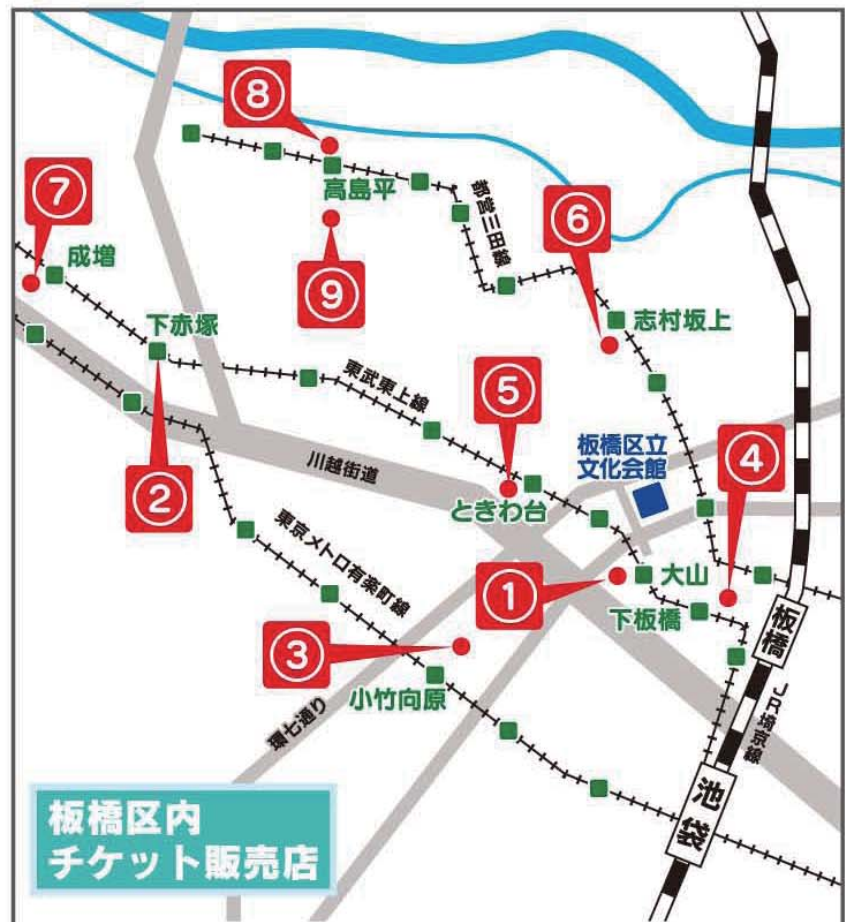 ⑧
高島平
⑦
成増
都営三田線
⑥
⑨
志村坂上
下赤塚
東武東上線
⑤
板橋区立
文化会館
④
川越街道
②
ときわ台
東京メトロ有楽町線
①
大山
下板橋
③
板橋
小竹向原
環七通り
JR埼京線
池袋
板橋区内
チケット販売店